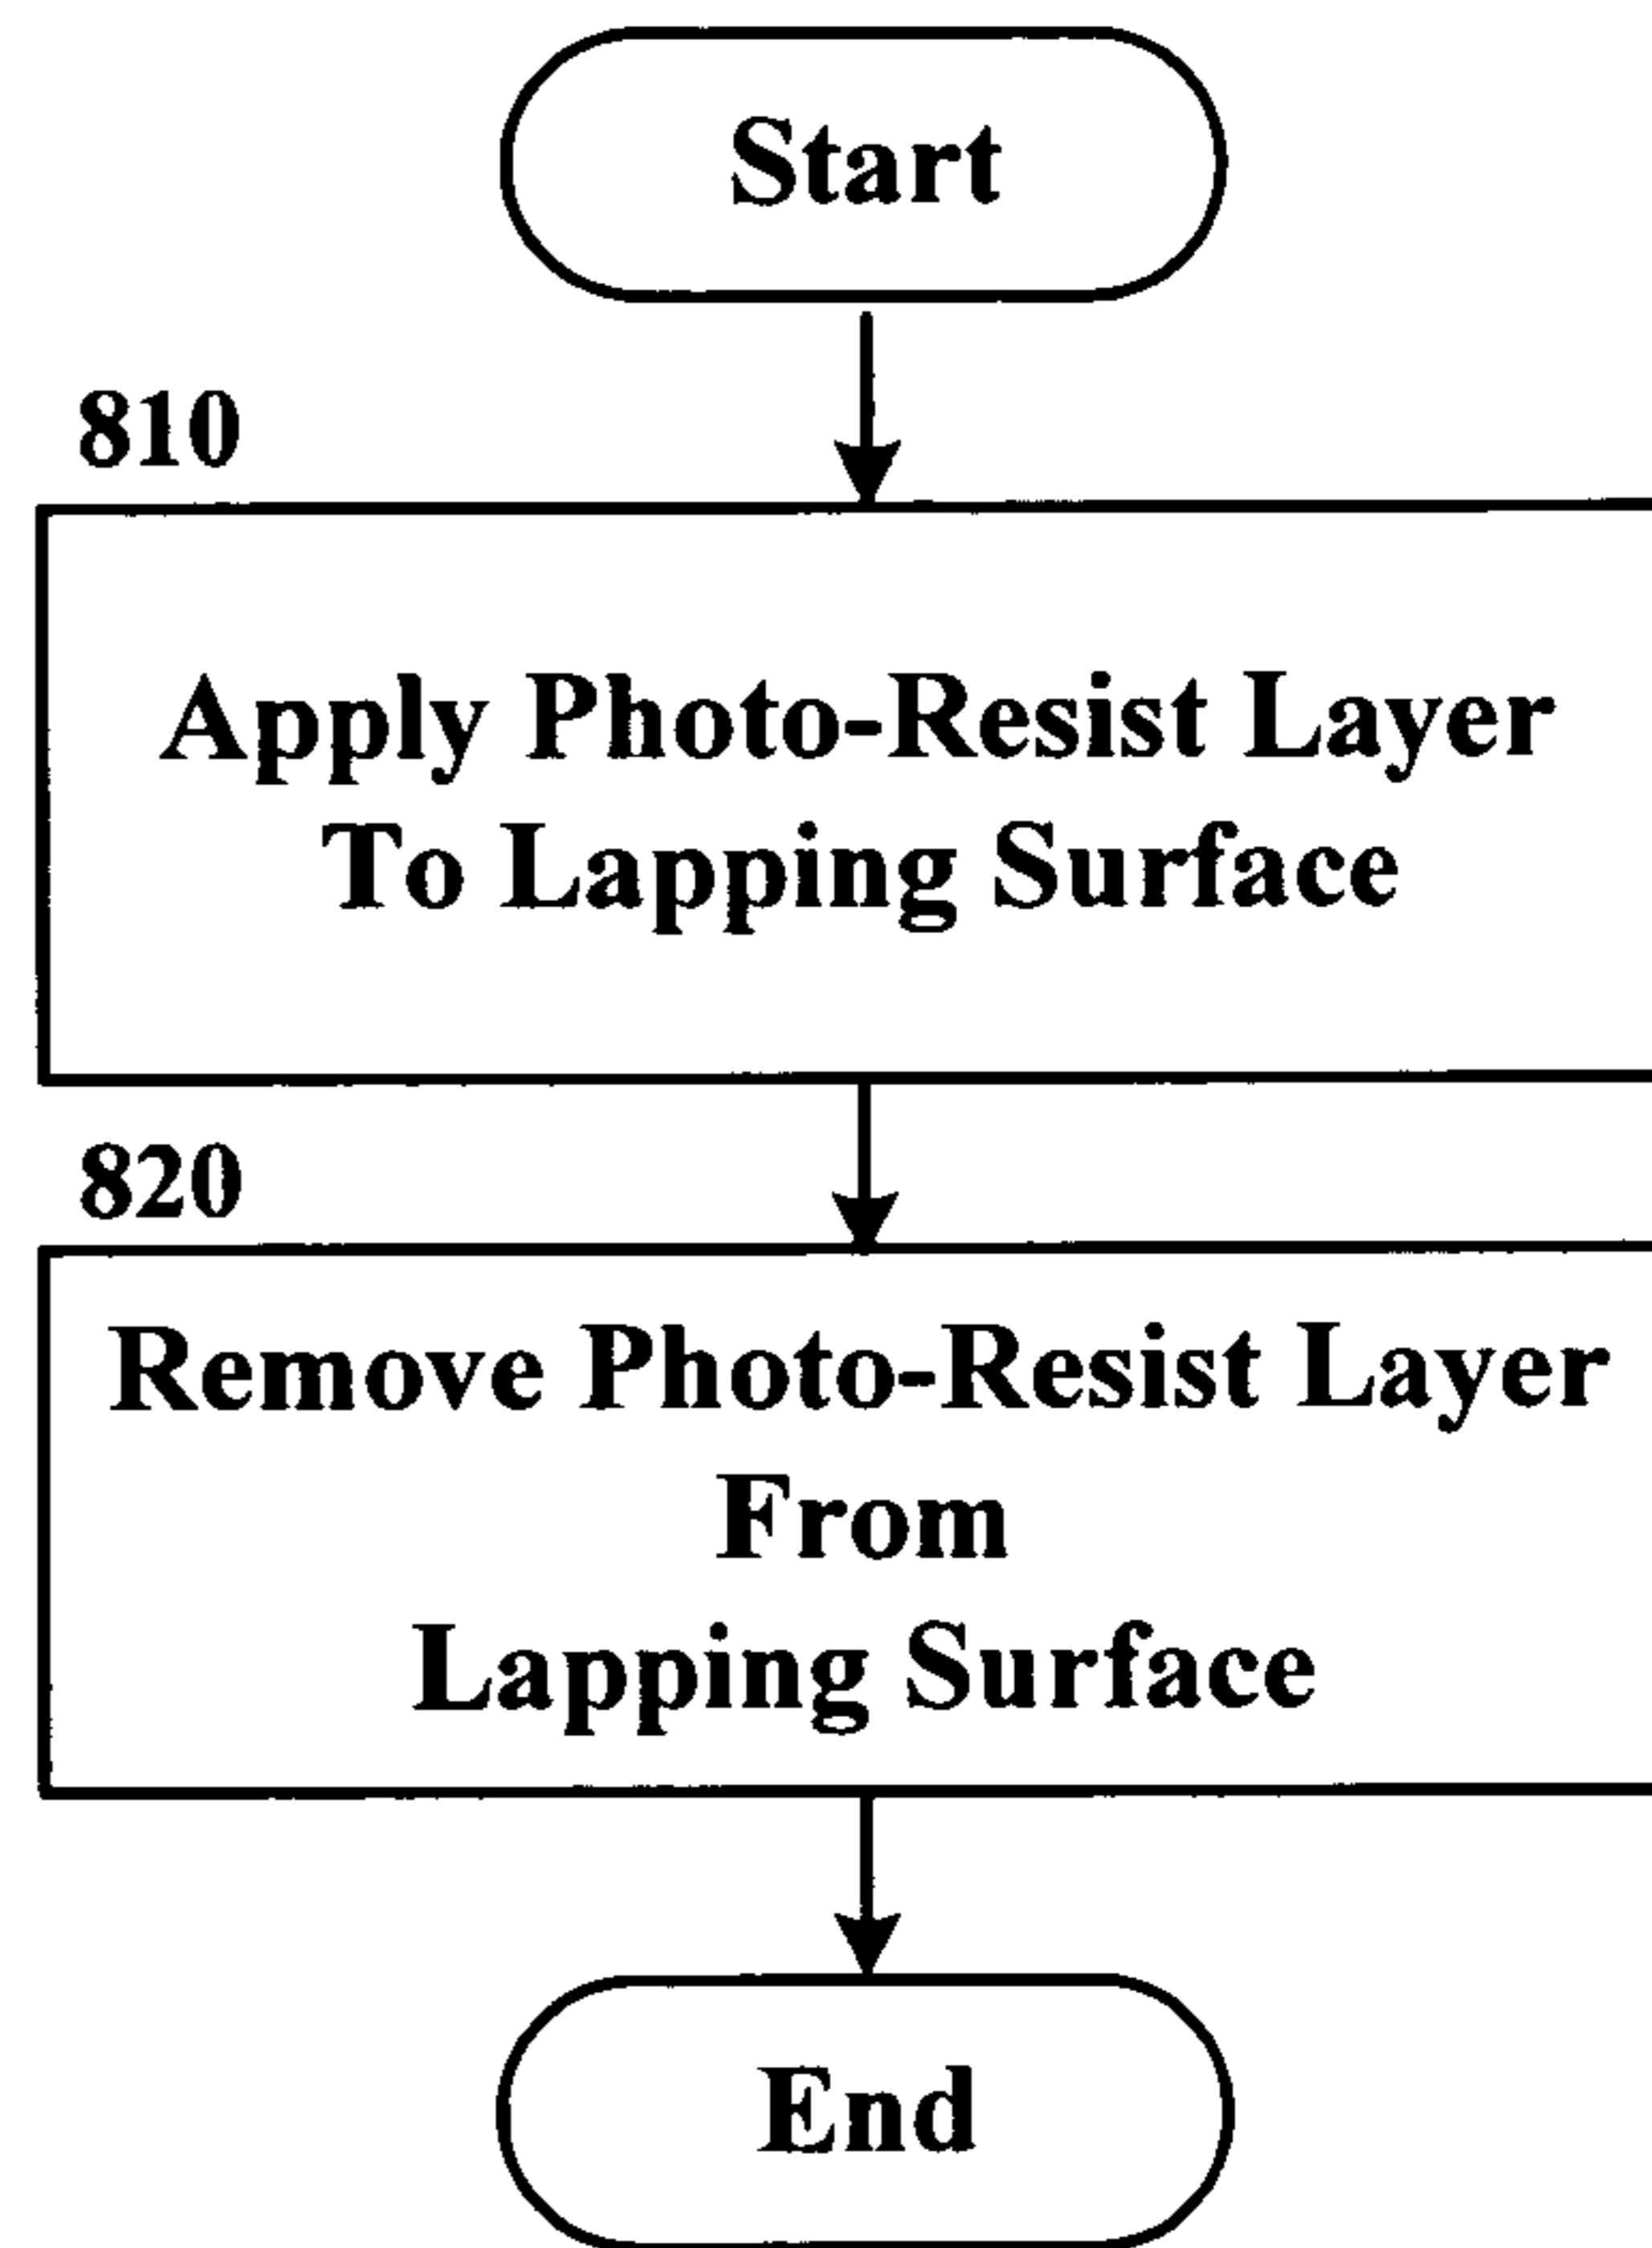 Start
810
Apply Photo-Resist Layer
To Lapping Surface
820
Remove Photo-Resist Layer
From
Lapping Surface
End